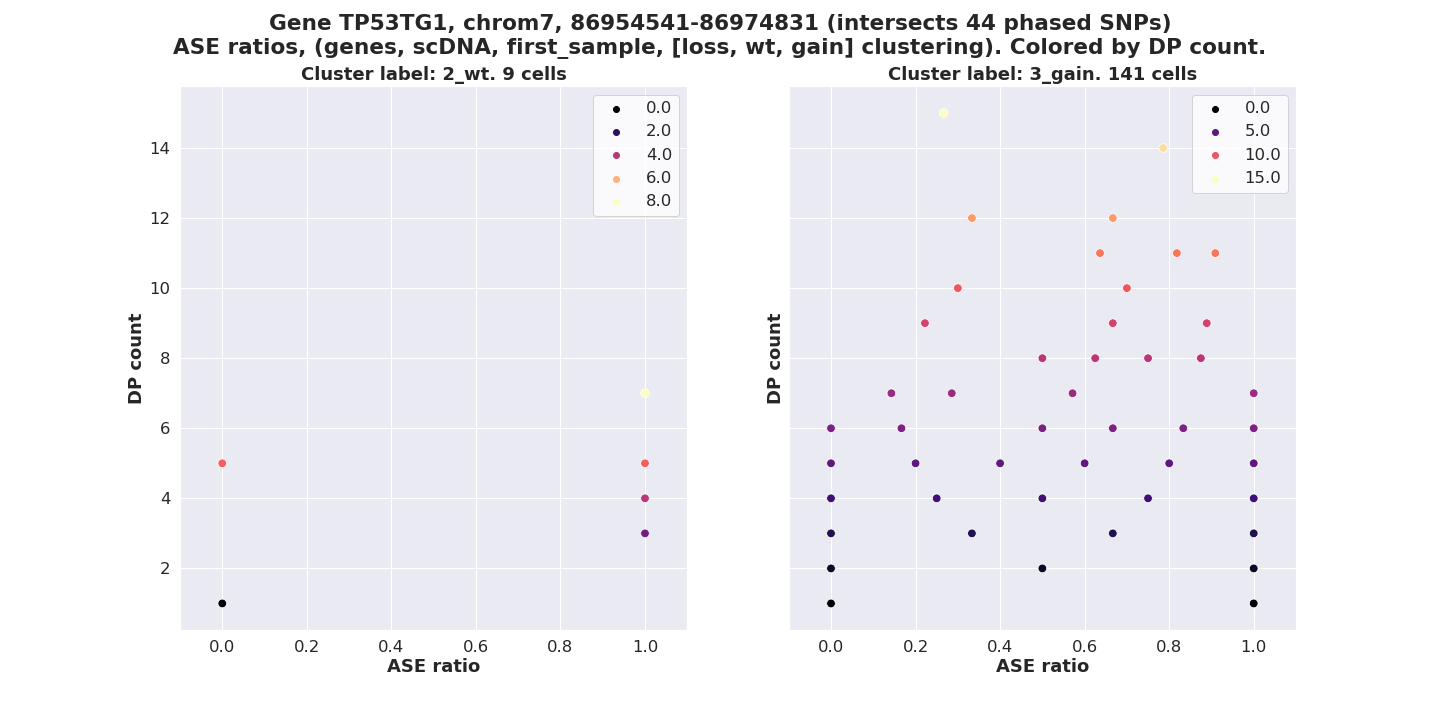 Gene TP53TG1, chrom7, 86954541-86974831 (intersects 44 phased SNPs)
ASE ratios, (genes, scDNA, first_sample, [loss, wt, gain] clustering). Colored by DP count.
Cluster label: 2_wt. 9 cells
0.0
2.0
4.0
6.0
8.0
14
12
10
8
6
4
2
DP count
0.0 0.2 0.4 0.6 0.8 1.0
ASE ratio
Cluster label: 3_gain. 141 cells
0.0
5.0
10.0
15.0
DP count
0.0 0.2 0.4 0.6 0.8 1.0
ASE ratio